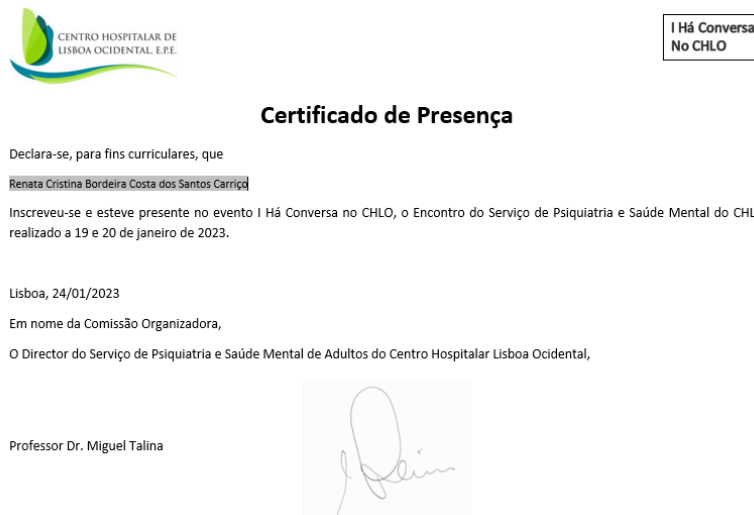 CENTRO HOSPITALAR DE
LISBOA OCIDENTAL, E.P.E.
I Há Conversa
No CHLO
Certificado de Presença
Declara-se, para fins curriculares, que
Renata Cristina Bordeira Costa dos Santos Carriço
Inscreveu-se e esteve presente no evento I Há Conversa no CHLO, o Encontro do Serviço de Psiquiatria e Saúde Mental do CHL
realizado a 19 e 20 de janeiro de 2023.
Lisboa, 24/01/2023
Em nome da Comissão Organizadora,
O Director do Serviço de Psiquiatria e Saúde Mental de Adultos do Centro Hospitalar Lisboa Ocidental,
Professor Dr. Miguel Talina